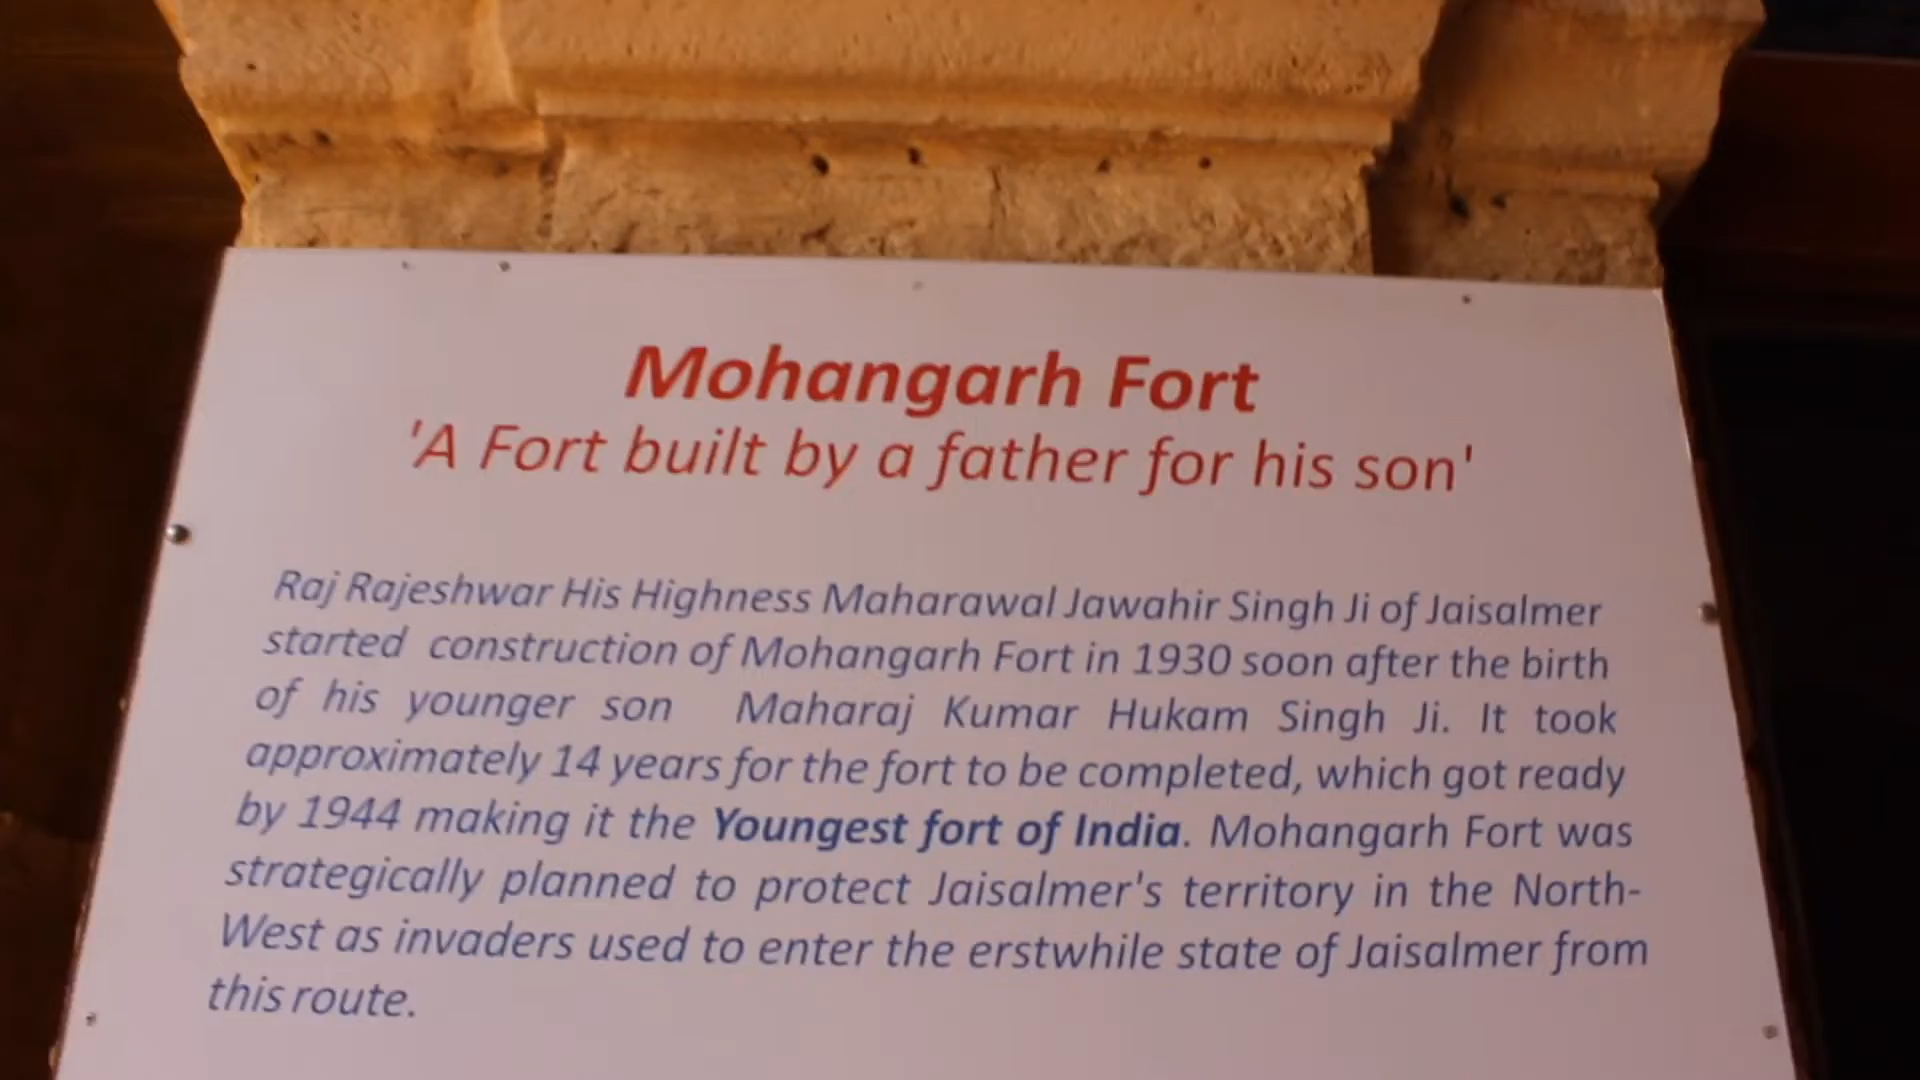 Mohangarh Fort
'A Fort built by a father for his son'
Raj Rajeshwar His Highness Maharawal Jawahir Singh Ji of Jaisalmer
started construction of Mohangarh Fort in 1930 soon after the birth
of his younger son Maharaj Kumar Hukam Singh Ji. It took
approximately 14 years for the fort to be completed, which got ready
by 1944 making it the Youngest fort of India. Mohangarh Fort was
strategically planned to protect Jaisalmer's territory in the North-
West as invaders used to enter the erstwhile state of Jaisalmer from
this route.